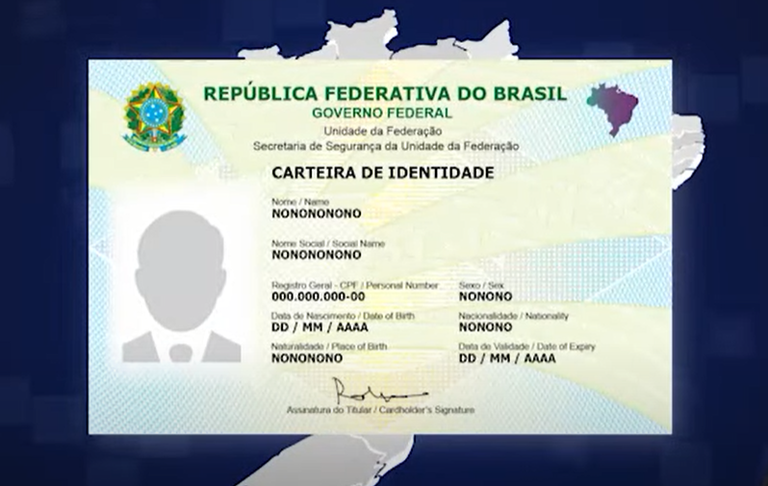 REPÚBLICA FEDERATIVA DO BRASIL
GOVERNO FEDERAL
Unidade da Federação
Secretaria de Segurança da Unidade da Federação
CARTEIRA DE IDENTIDADE
Nome / Name
NONONONONO
Nome Social / Social Name
NONONONONO
Registro Geral - CPF / Personal Number Sexo / Sex
000.000.000-00 NONONO
Data de Nascimento / Date of Birth Nacionalidade / Nationality
DD / MM / AAAA NONONO
Naturalidade / Place of Birth Data de Validade / Date of Expiry
NONONONO DD / MM / AAAA
Assinatura do Titular / Cardholder's Signature